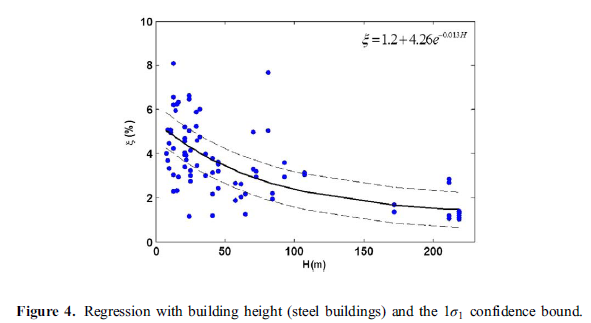 10
ξ=1.2+4.26e^{-0.013H}
8
6
ξ (%)
4
2
0
0 50 100 150 200
H(m)
Figure 4. Regression with building height (steel buildings) and the 1σ₁ confidence bound.